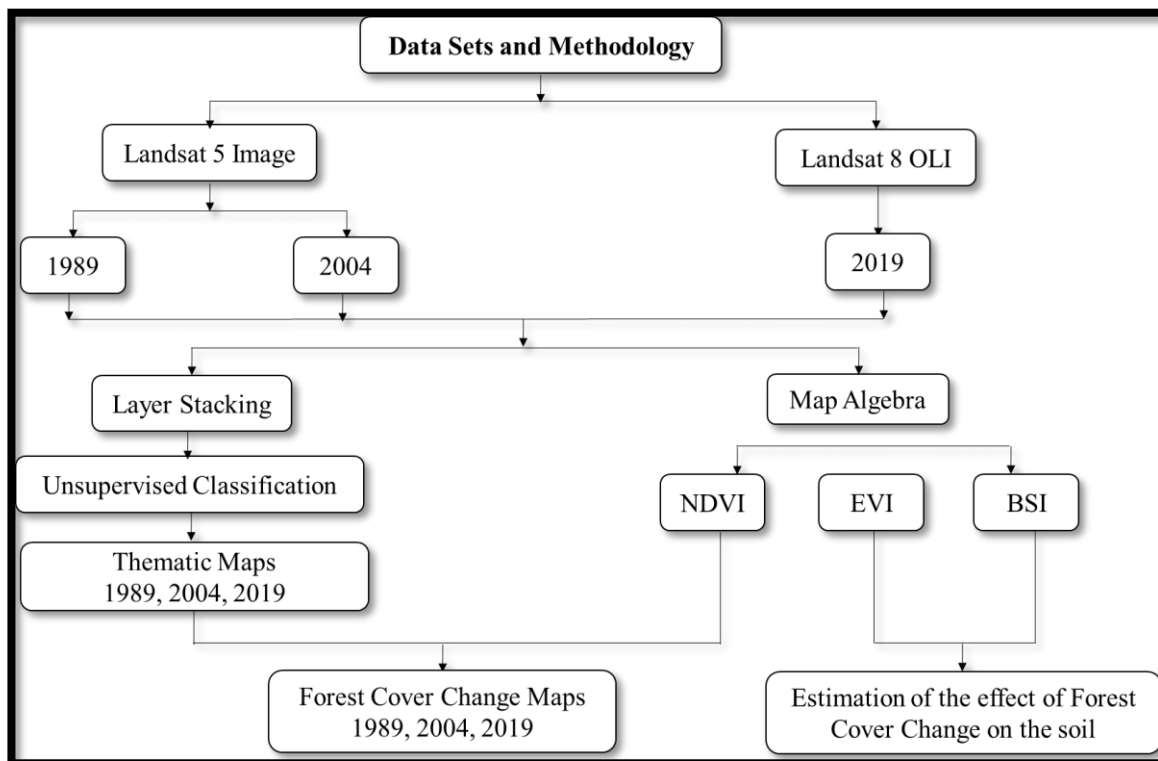 Data Sets and Methodology
Landsat 5 Image
Landsat 8 OLI
1989
2004
2019
Layer Stacking
Map Algebra
Unsupervised Classification
NDVI
EVI
BSI
Thematic Maps
1989, 2004, 2019
Forest Cover Change Maps
1989, 2004, 2019
Estimation of the effect of Forest
Cover Change on the soil